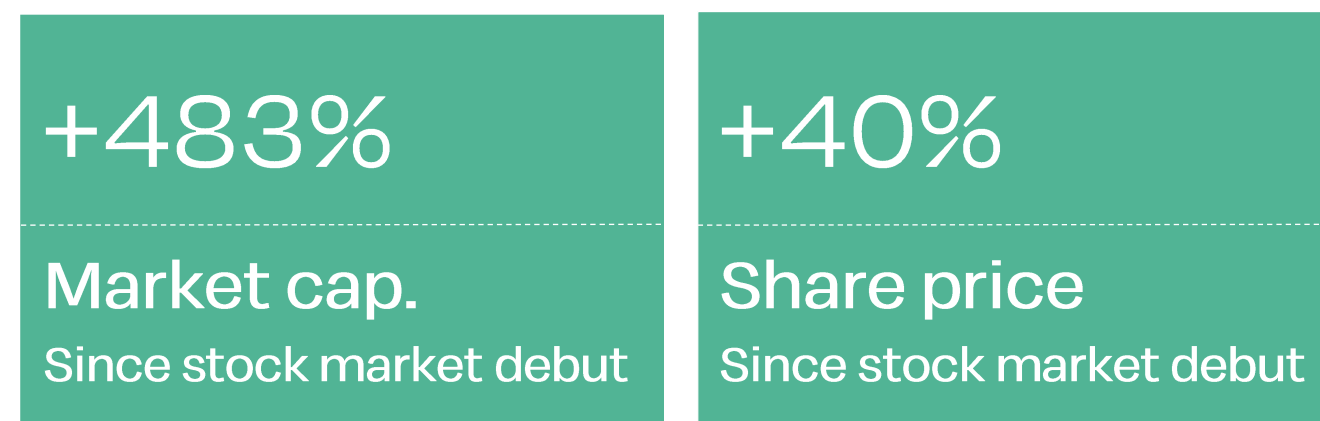 +483%
Market cap.
Since stock market debut
+40%
Share price
Since stock market debut